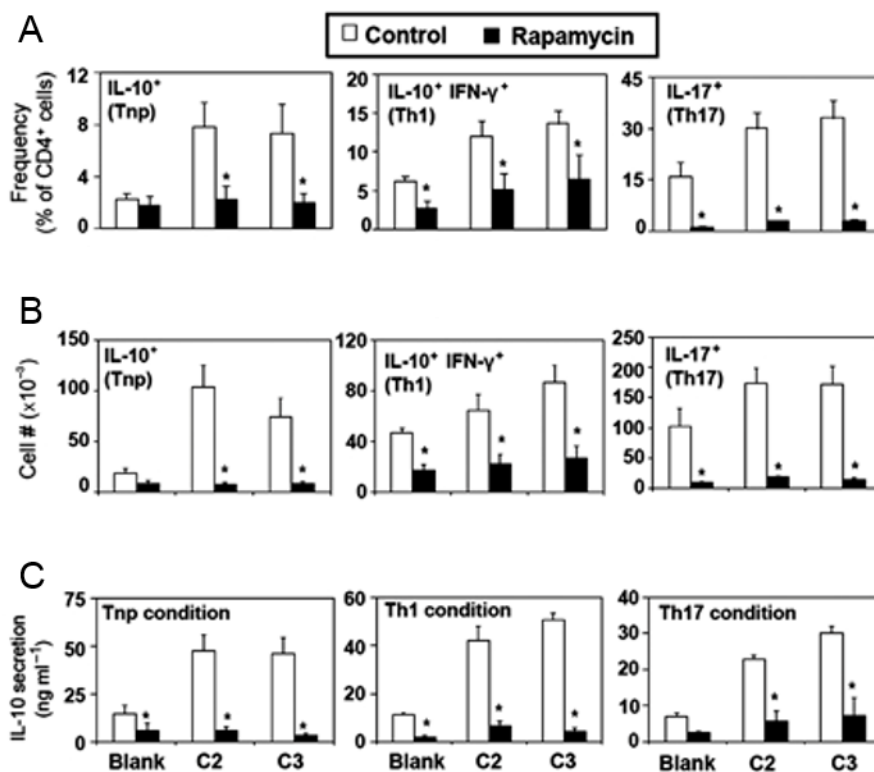 A
Control Rapamycin
Frequency
(% of CD4⁺ cells)
12
8
4
0
IL-10⁺
(Tnp)
*
*
20
15
10
5
0
IL-10⁺ IFN-γ⁺
(Th1)
*
*
*
45
30
15
0
IL-17⁺
(Th17)
*
*
*
B
Cell # (x10⁻³)
150
100
50
0
IL-10⁺
(Tnp)
*
*
120
80
40
0
IL-10⁺ IFN-γ⁺
(Th1)
*
*
*
250
200
150
100
50
0
IL-17⁺
(Th17)
*
*
*
C
IL-10 secretion
(ng ml⁻¹)
75
50
25
0
Tnp condition
*
*
*
Blank C2 C3
60
40
20
0
Th1 condition
*
*
*
Blank C2 C3
40
30
20
10
0
Th17 condition
*
*
Blank C2 C3